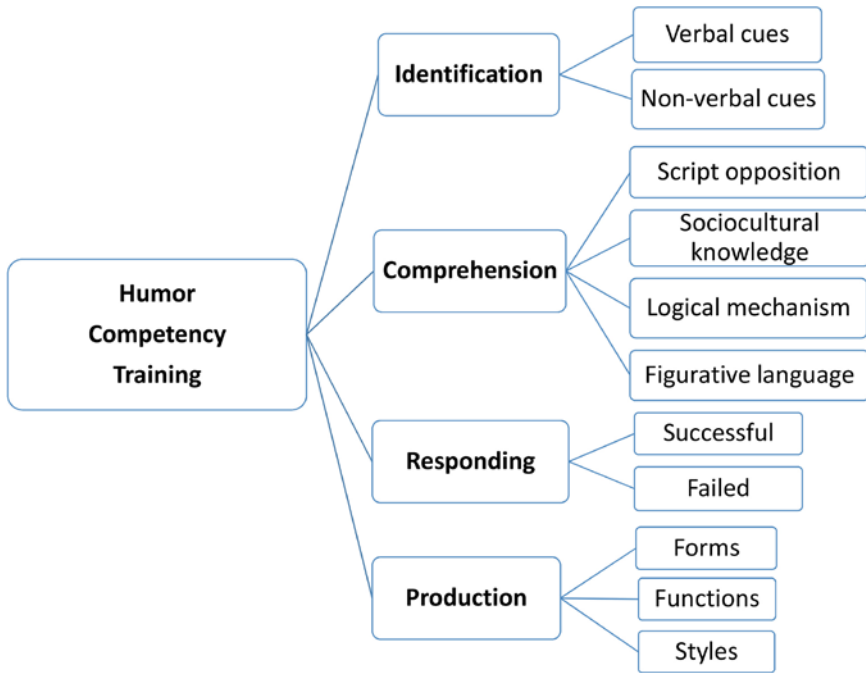 Humor
Competency
Training
Identification
Verbal cues
Non-verbal cues
Comprehension
Script opposition
Sociocultural
knowledge
Logical mechanism
Figurative language
Responding
Successful
Failed
Production
Forms
Functions
Styles